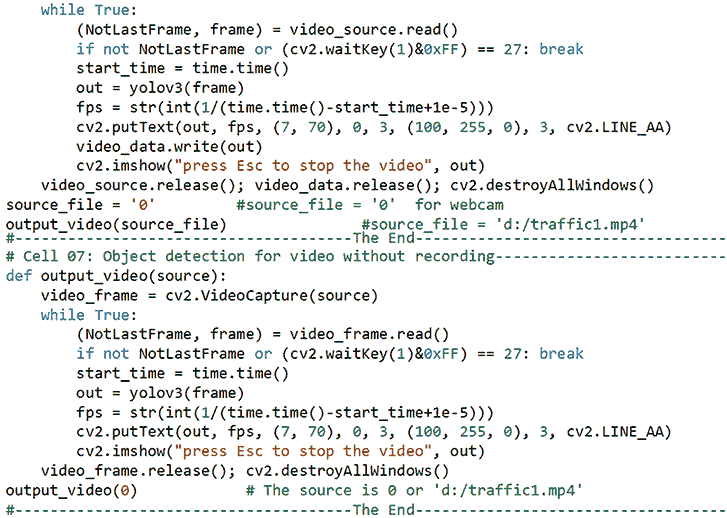 while True:
(NotLastFrame, frame) = video_source.read()
if not NotLastFrame or (cv2.waitKey(1)&0xFF) == 27: break
start_time = time.time()
out = yolov3(frame)
fps = str(int(1/(time.time()-start_time+1e-5)))
cv2.putText(out, fps, (7, 70), 0, 3, (100, 255, 0), 3, cv2.LINE_AA)
video_data.write(out)
cv2.imshow("press Esc to stop the video", out)
video_source.release(); video_data.release(); cv2.destroyAllWindows()
source_file = '0' #source_file = '0' for webcam
output_video(source_file) #source_file = 'd:/traffic1.mp4'
#--------------------------------------The End-----------------------------------
# Cell 07: Object detection for video without recording--------------------------
def output_video(source):
video_frame = cv2.VideoCapture(source)
while True:
(NotLastFrame, frame) = video_frame.read()
if not NotLastFrame or (cv2.waitKey(1)&0xFF) == 27: break
start_time = time.time()
out = yolov3(frame)
fps = str(int(1/(time.time()-start_time+1e-5)))
cv2.putText(out, fps, (7, 70), 0, 3, (100, 255, 0), 3, cv2.LINE_AA)
cv2.imshow("press Esc to stop the video", out)
video_frame.release(); cv2.destroyAllWindows()
output_video(0) # The source is 0 or 'd:/traffic1.mp4'
#--------------------------------------The End-----------------------------------